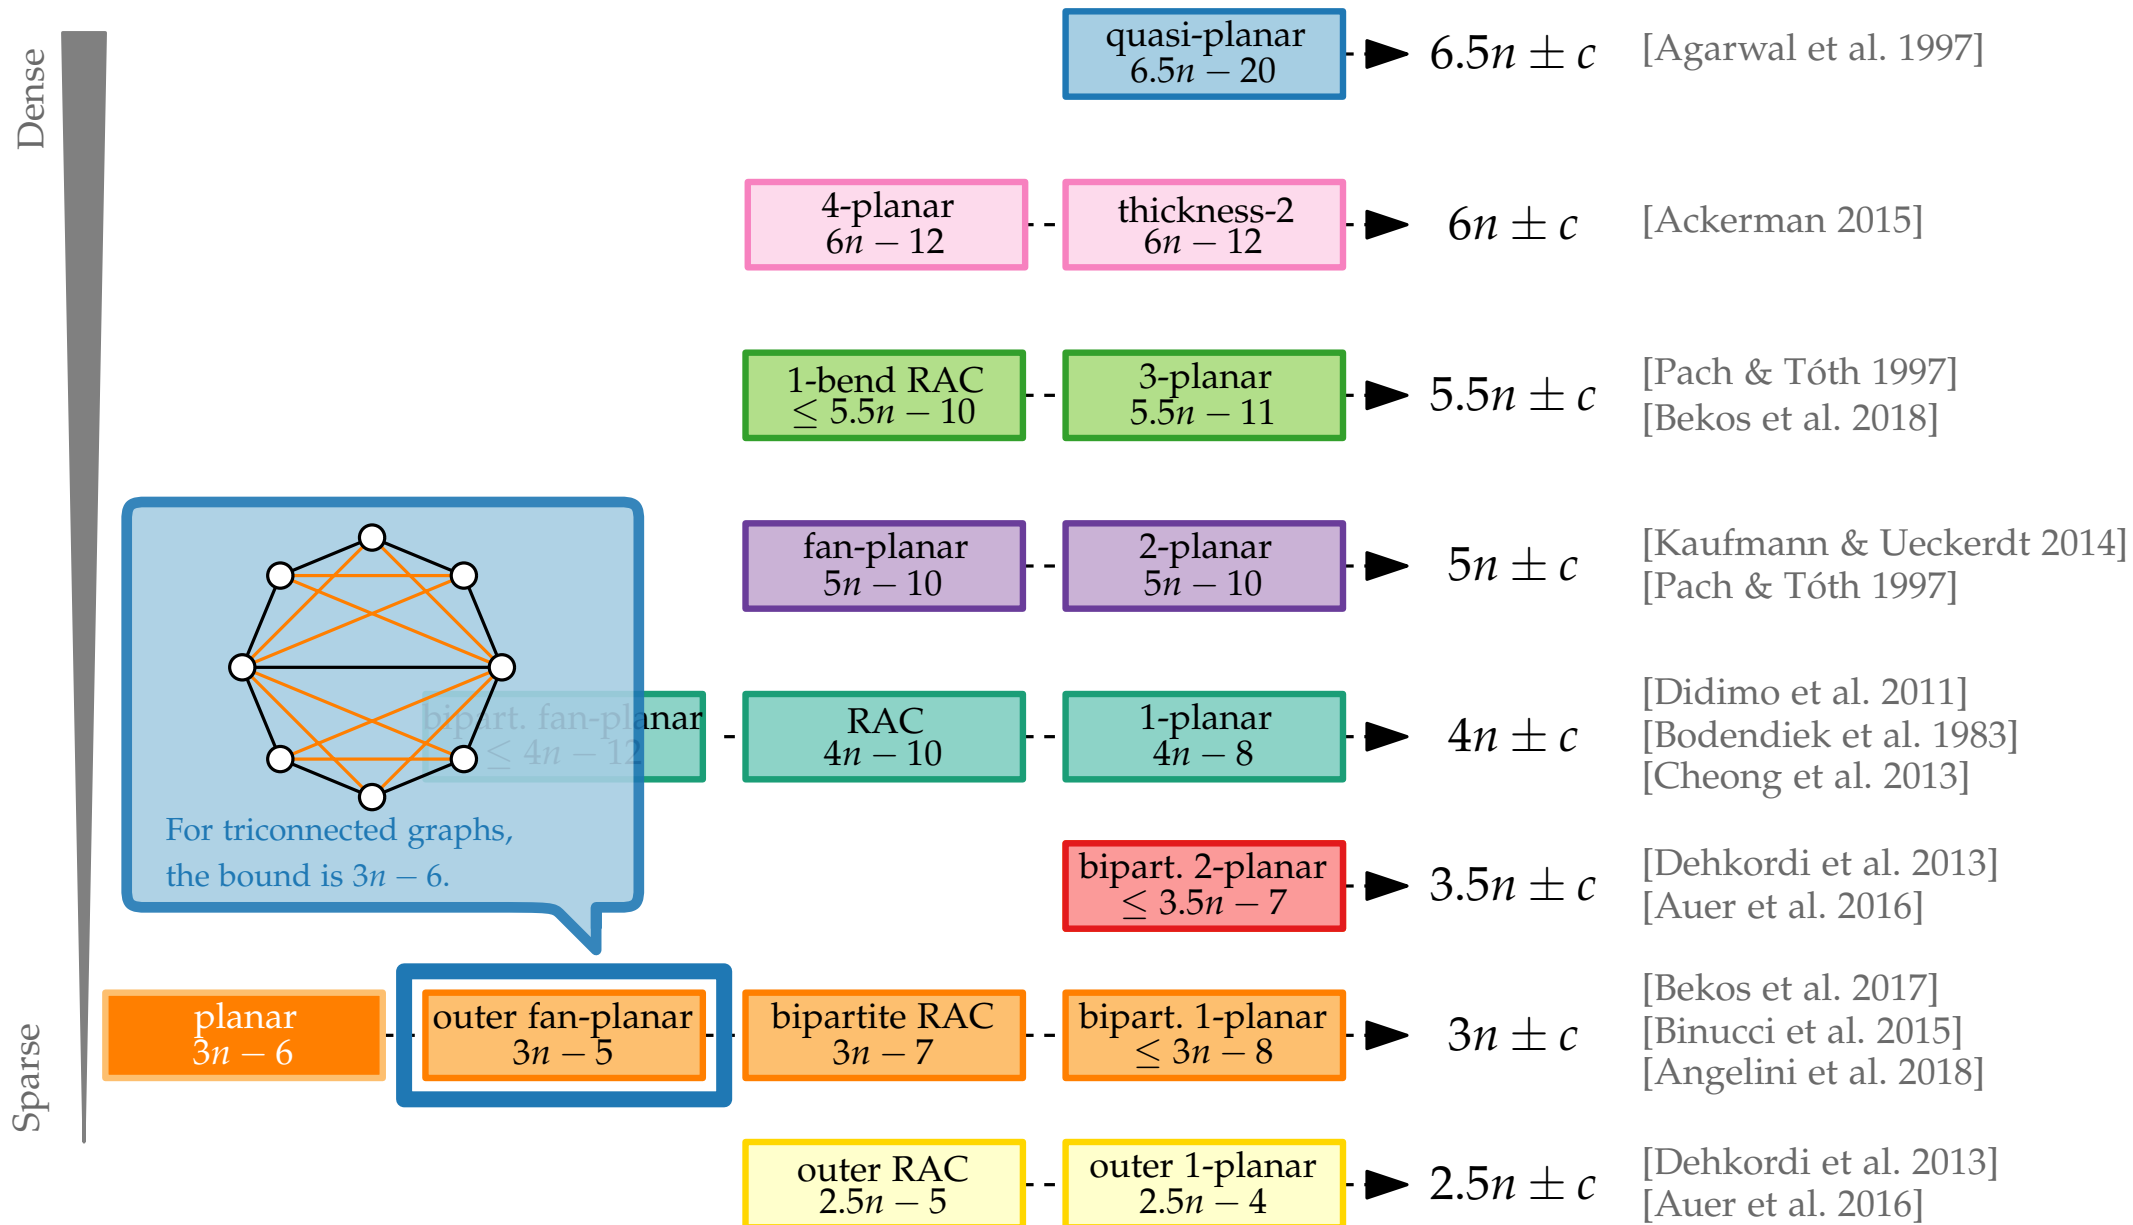 Dense
quasi-planar
6.5n − 20
6.5n ± c
[Agarwal et al. 1997]
4-planar
6n − 12
thickness-2
6n − 12
6n ± c
[Ackerman 2015]
1-bend RAC
≤ 5.5n − 10
3-planar
5.5n − 11
5.5n ± c
[Pach & Tóth 1997]
[Bekos et al. 2018]
fan-planar
5n − 10
2-planar
5n − 10
5n ± c
[Kaufmann & Ueckerdt 2014]
[Pach & Tóth 1997]
bipart. fan-planar
≤ 4n − 12
RAC
4n − 10
1-planar
4n − 8
4n ± c
[Didimo et al. 2011]
[Bodendiek et al. 1983]
[Cheong et al. 2013]
For triconnected graphs,
the bound is 3n − 6.
bipart. 2-planar
≤ 3.5n − 7
3.5n ± c
[Dehkordi et al. 2013]
[Auer et al. 2016]
Sparse
planar
3n − 6
outer fan-planar
3n − 5
bipartite RAC
3n − 7
bipart. 1-planar
≤ 3n − 8
3n ± c
[Bekos et al. 2017]
[Binucci et al. 2015]
[Angelini et al. 2018]
outer RAC
2.5n − 5
outer 1-planar
2.5n − 4
2.5n ± c
[Dehkordi et al. 2013]
[Auer et al. 2016]